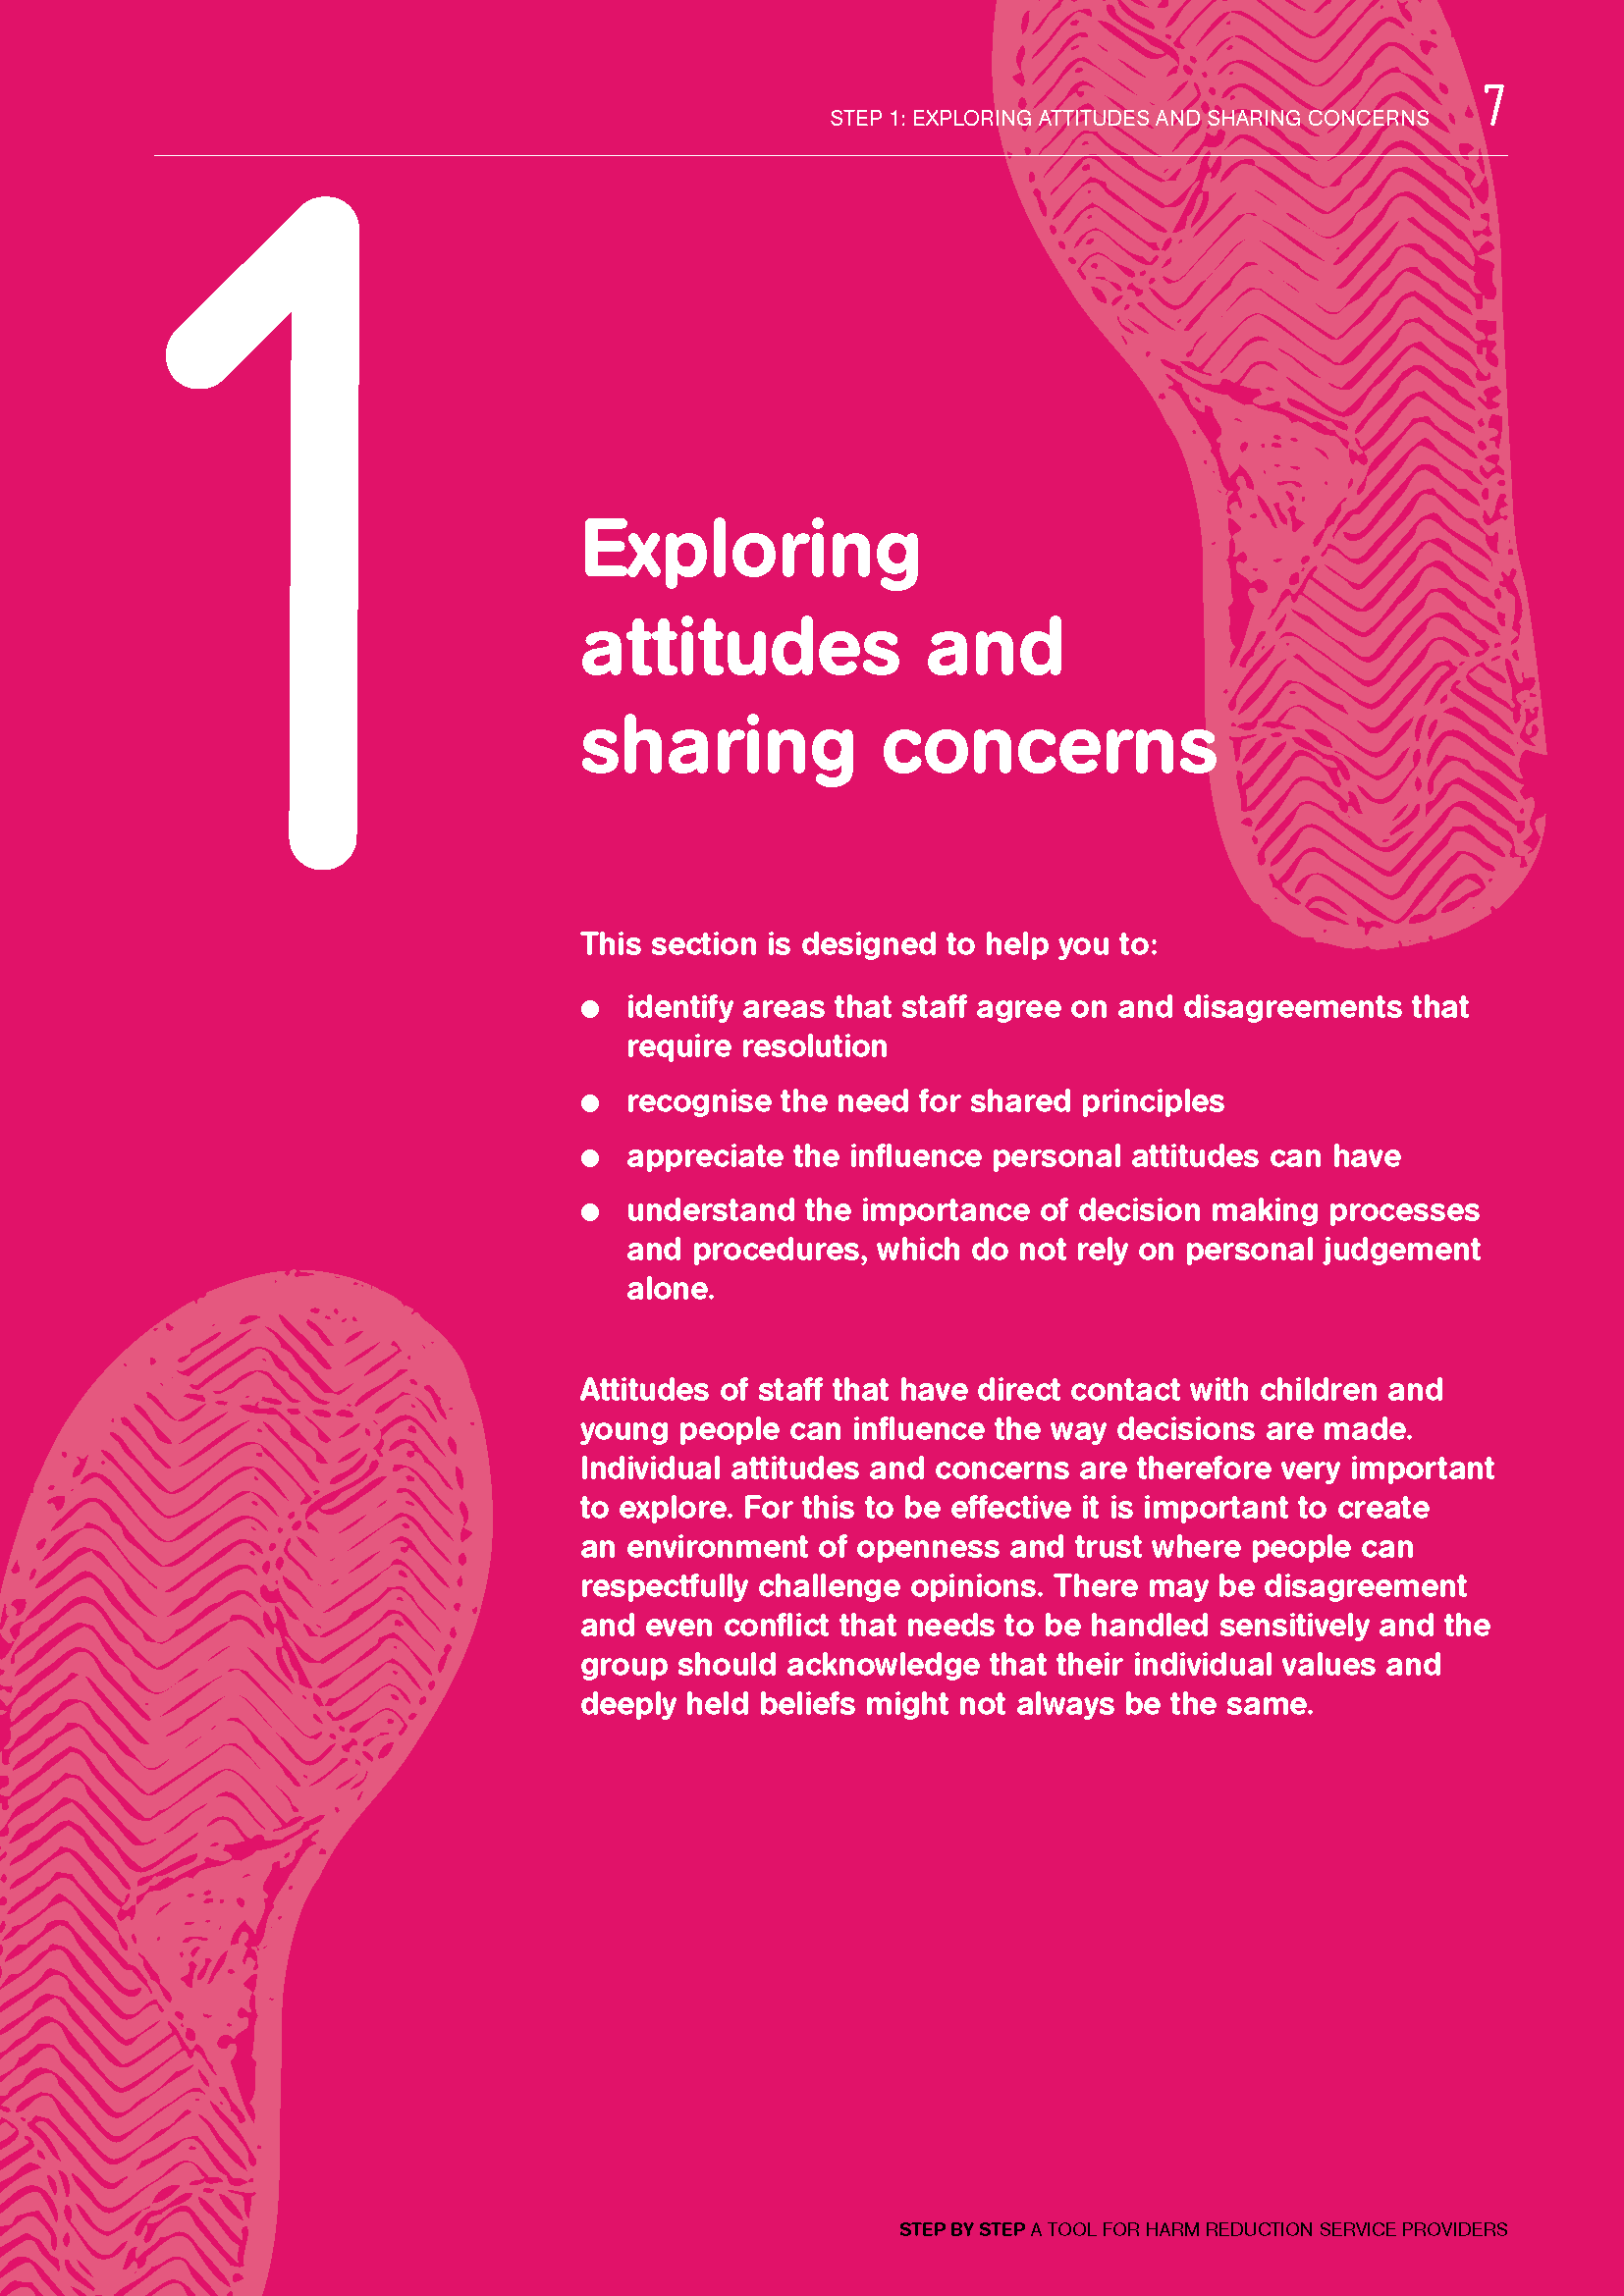 STEP 1: EXPLORING ATTITUDES AND SHARING CONCERNS 7
1
Exploring
attitudes and
sharing concerns
This section is designed to help you to:
● identify areas that staff agree on and disagreements that
require resolution
● recognise the need for shared principles
● appreciate the influence personal attitudes can have
● understand the importance of decision making processes
and procedures, which do not rely on personal judgement
alone.
Attitudes of staff that have direct contact with children and
young people can influence the way decisions are made.
Individual attitudes and concerns are therefore very important
to explore. For this to be effective it is important to create
an environment of openness and trust where people can
respectfully challenge opinions. There may be disagreement
and even conflict that needs to be handled sensitively and the
group should acknowledge that their individual values and
deeply held beliefs might not always be the same.
STEP BY STEP A TOOL FOR HARM REDUCTION SERVICE PROVIDERS